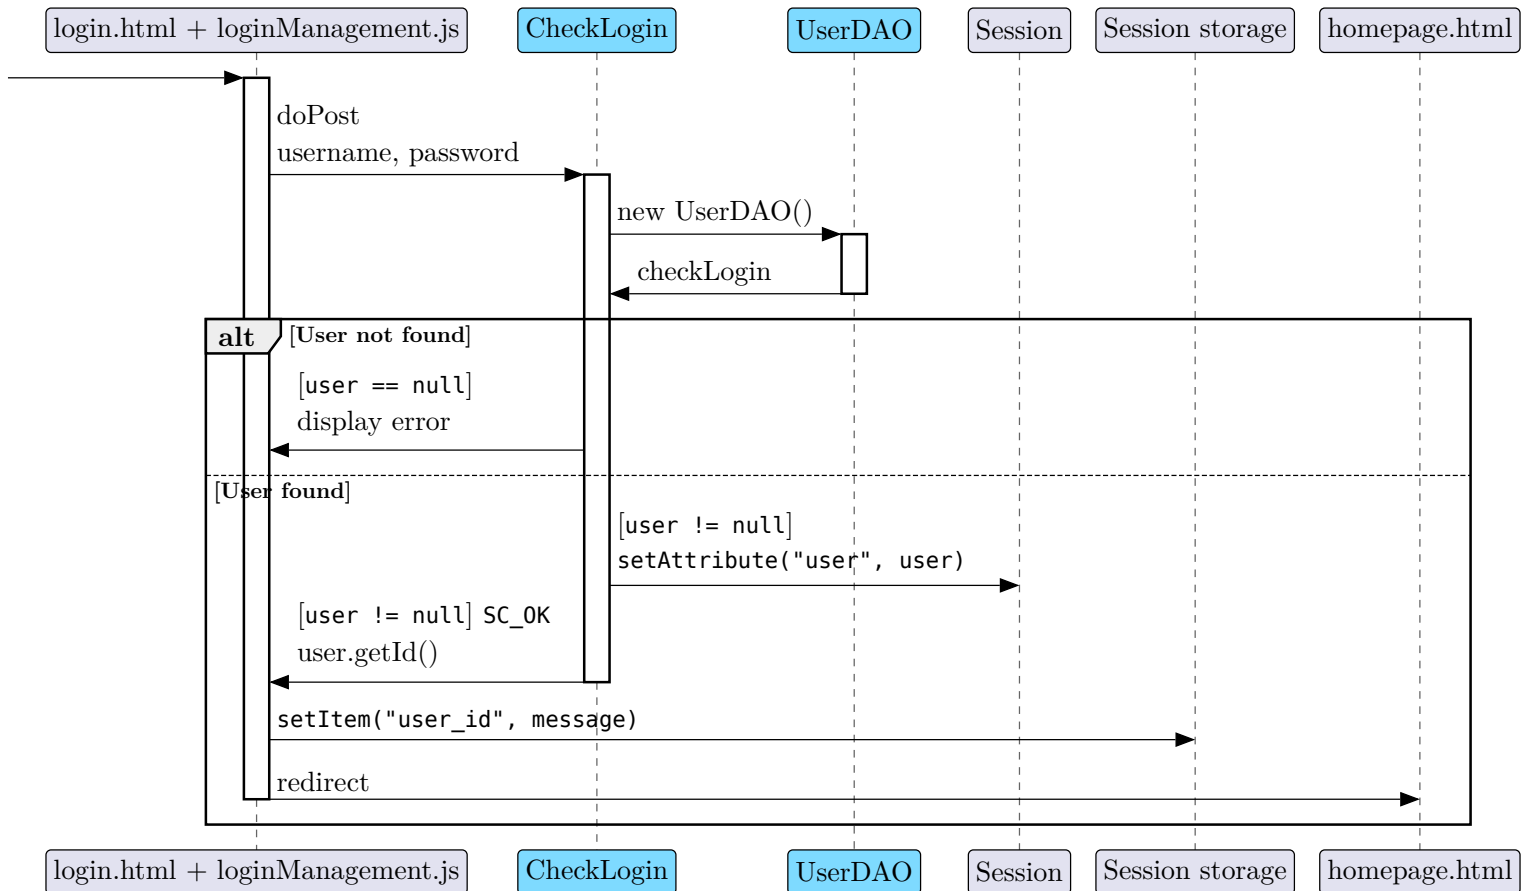 login.html + loginManagement.js
CheckLogin
UserDAO
Session
Session storage
homepage.html
doPost
username, password
new UserDAO()
checkLogin
alt
[User not found]
[user == null]
display error
[User found]
[user != null]
setAttribute("user", user)
[user != null] SC_OK
user.getId()
setItem("user_id", message)
redirect
login.html + loginManagement.js
CheckLogin
UserDAO
Session
Session storage
homepage.html